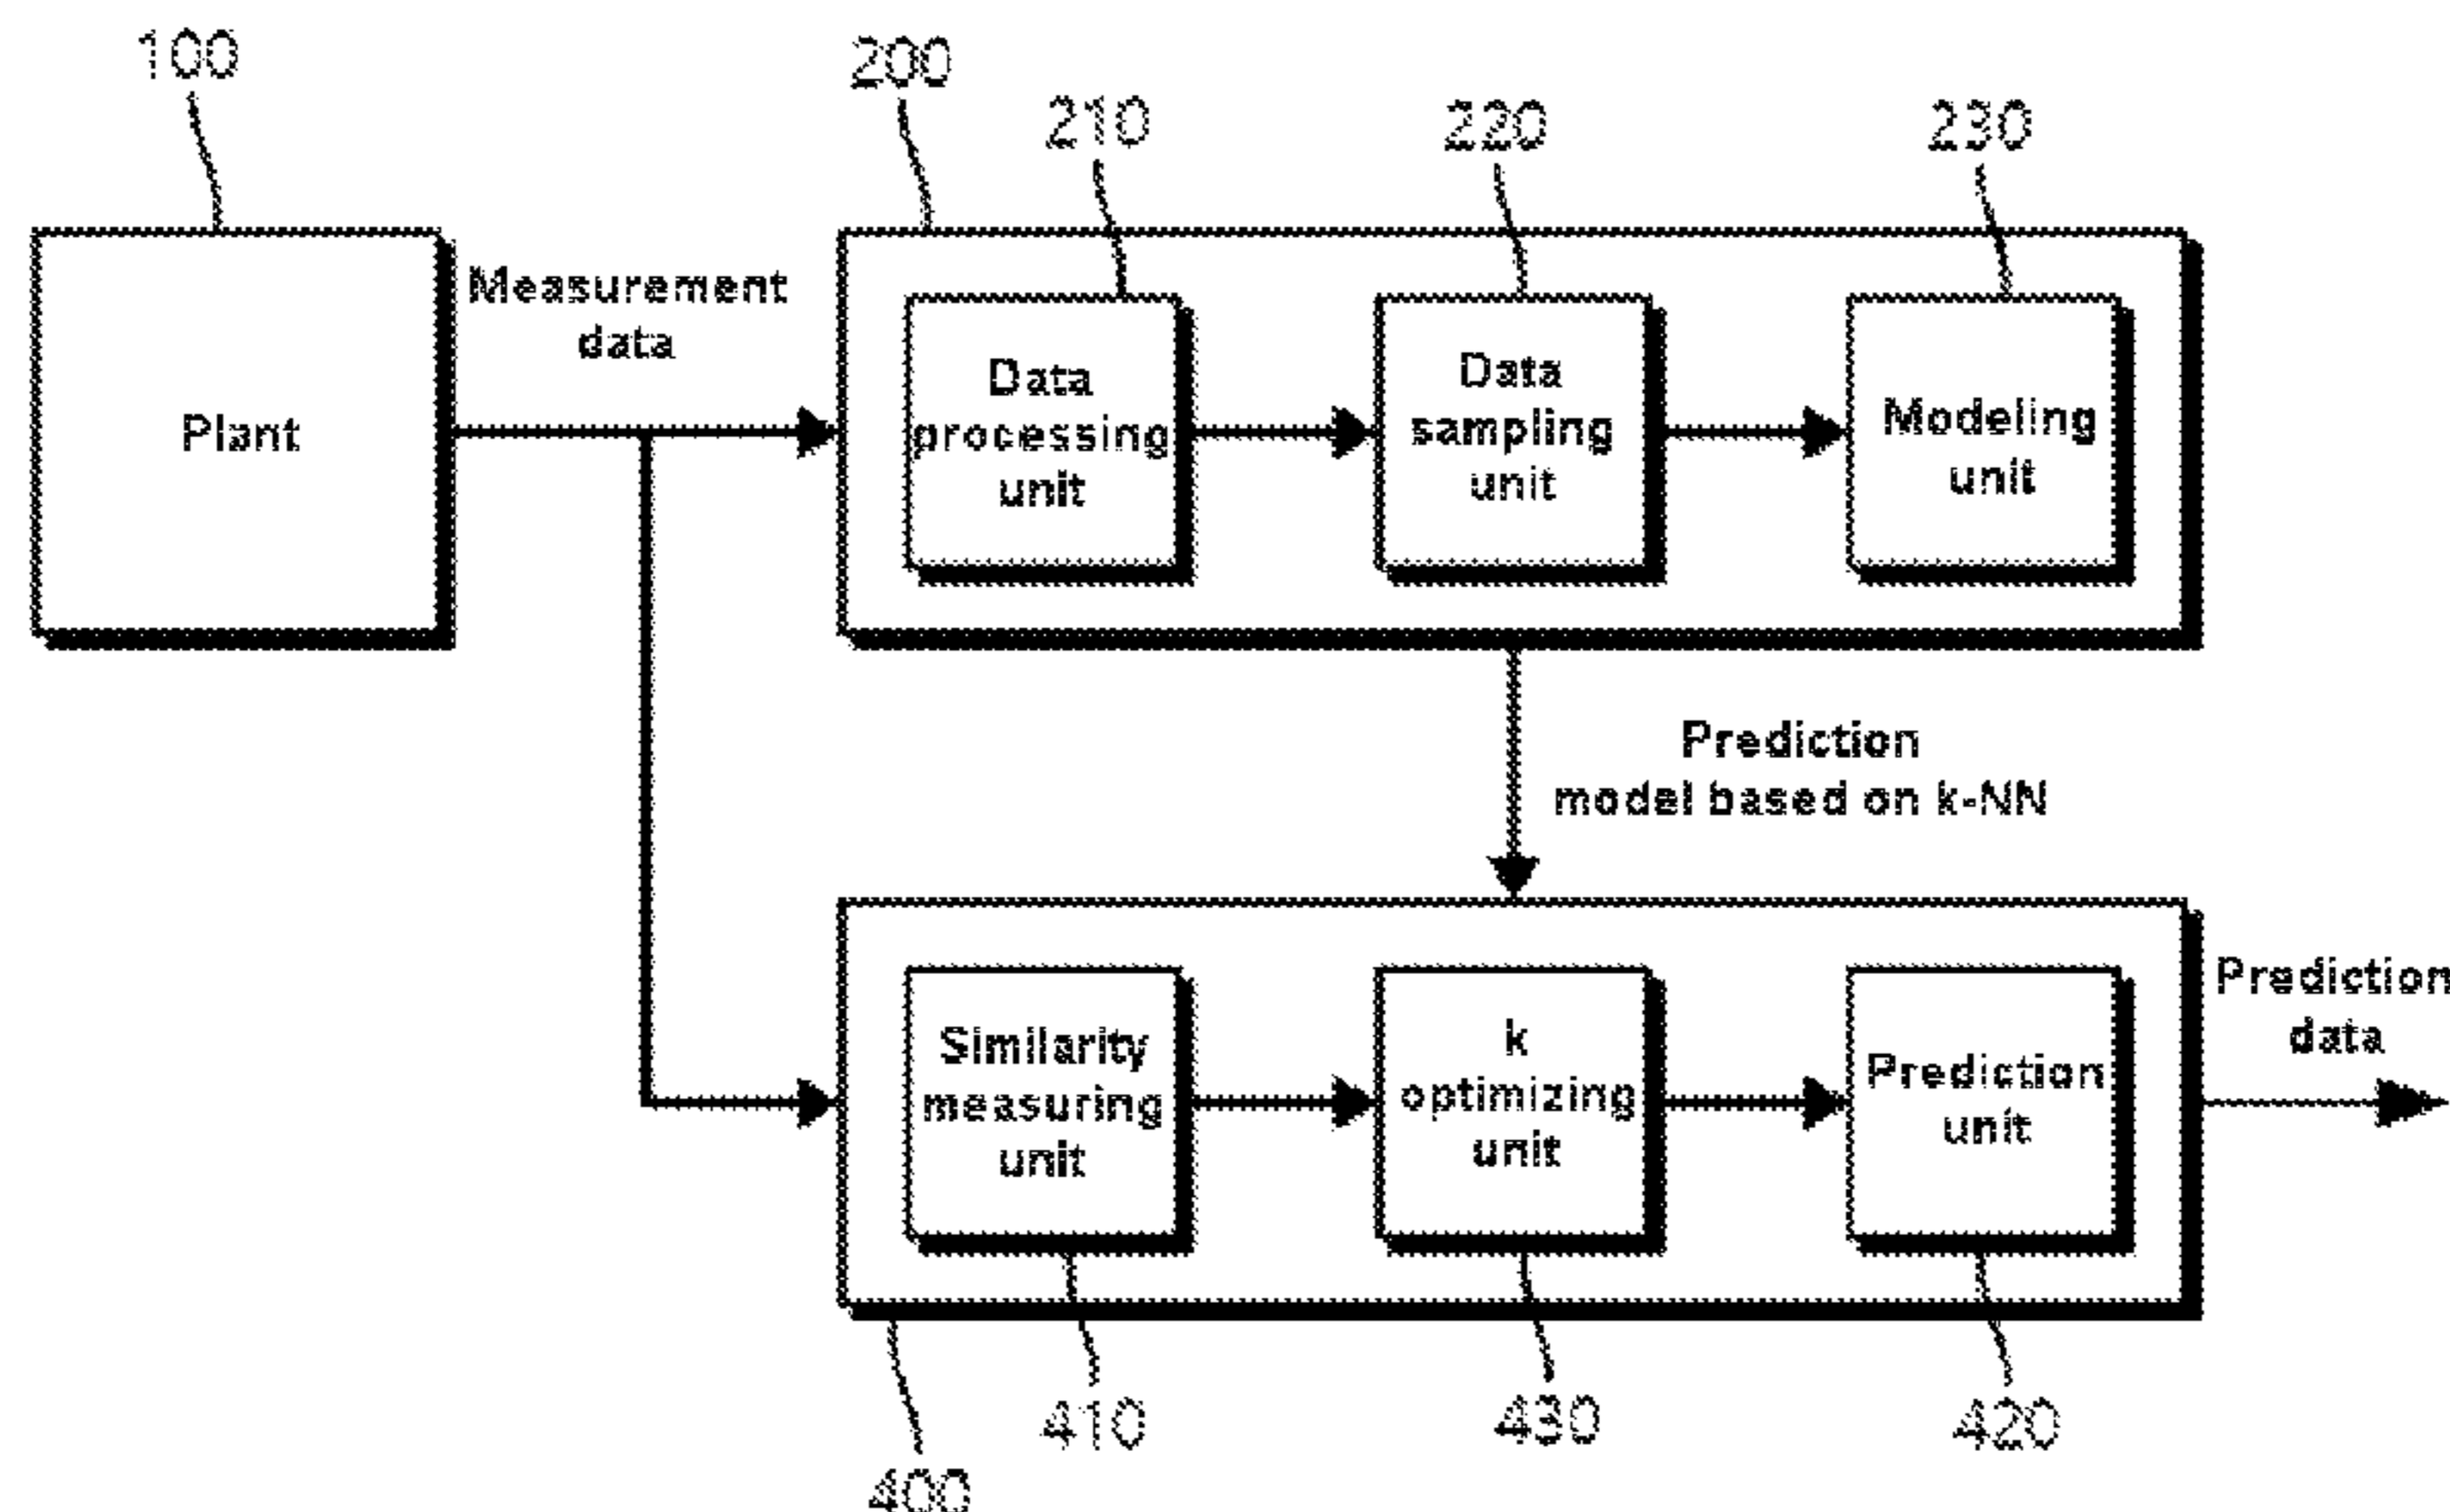 100
200
210
220
230
Measurement
data
Plant
Data
processing
unit
Data
sampling
unit
Modeling
unit
Prediction
model based on k-NN
Similarity
measuring
unit
k
optimizing
unit
Prediction
unit
Prediction
data
410
430
420
400